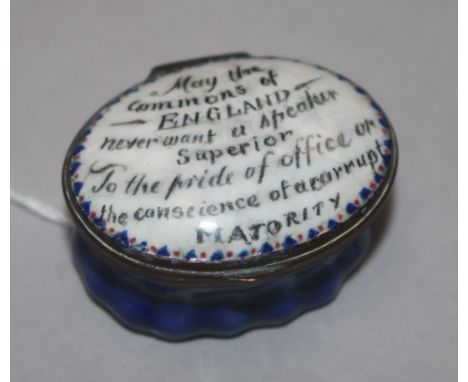 May the
Commons of
— ENGLAND —
never want a speaker
Superior
To the pride of office or
the conscience of a corrupt
MATORITY